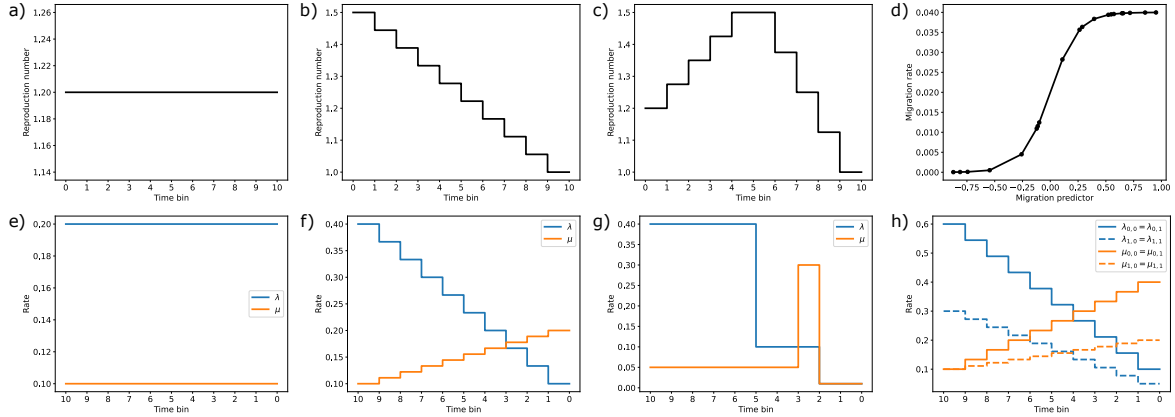 a)
1.26
1.24
1.22
1.20
1.18
1.16
1.14
Reproduction number
0 1 2 3 4 5 6 7 8 9 10
Time bin
b)
1.5
1.4
1.3
1.2
1.1
1.0
Reproduction number
0 1 2 3 4 5 6 7 8 9 10
Time bin
c)
1.5
1.4
1.3
1.2
1.1
1.0
Reproduction number
0 1 2 3 4 5 6 7 8 9 10
Time bin
d)
0.040
0.035
0.030
0.025
0.020
0.015
0.010
0.005
0.000
Migration rate
−0.75 −0.50 −0.25 0.00 0.25 0.50 0.75 1.00
Migration predictor
e)
0.20
0.18
0.16
0.14
0.12
0.10
Rate
λ
μ
10 9 8 7 6 5 4 3 2 1 0
Time bin
f)
0.40
0.35
0.30
0.25
0.20
0.15
0.10
Rate
λ
μ
10 9 8 7 6 5 4 3 2 1 0
Time bin
g)
0.40
0.35
0.30
0.25
0.20
0.15
0.10
0.05
0.00
Rate
λ
μ
10 9 8 7 6 5 4 3 2 1 0
Time bin
h)
0.6
0.5
0.4
0.3
0.2
0.1
Rate
λ0,0 = λ0,1
λ1,0 = λ1,1
μ0,0 = μ0,1
μ1,0 = μ1,1
10 9 8 7 6 5 4 3 2 1 0
Time bin